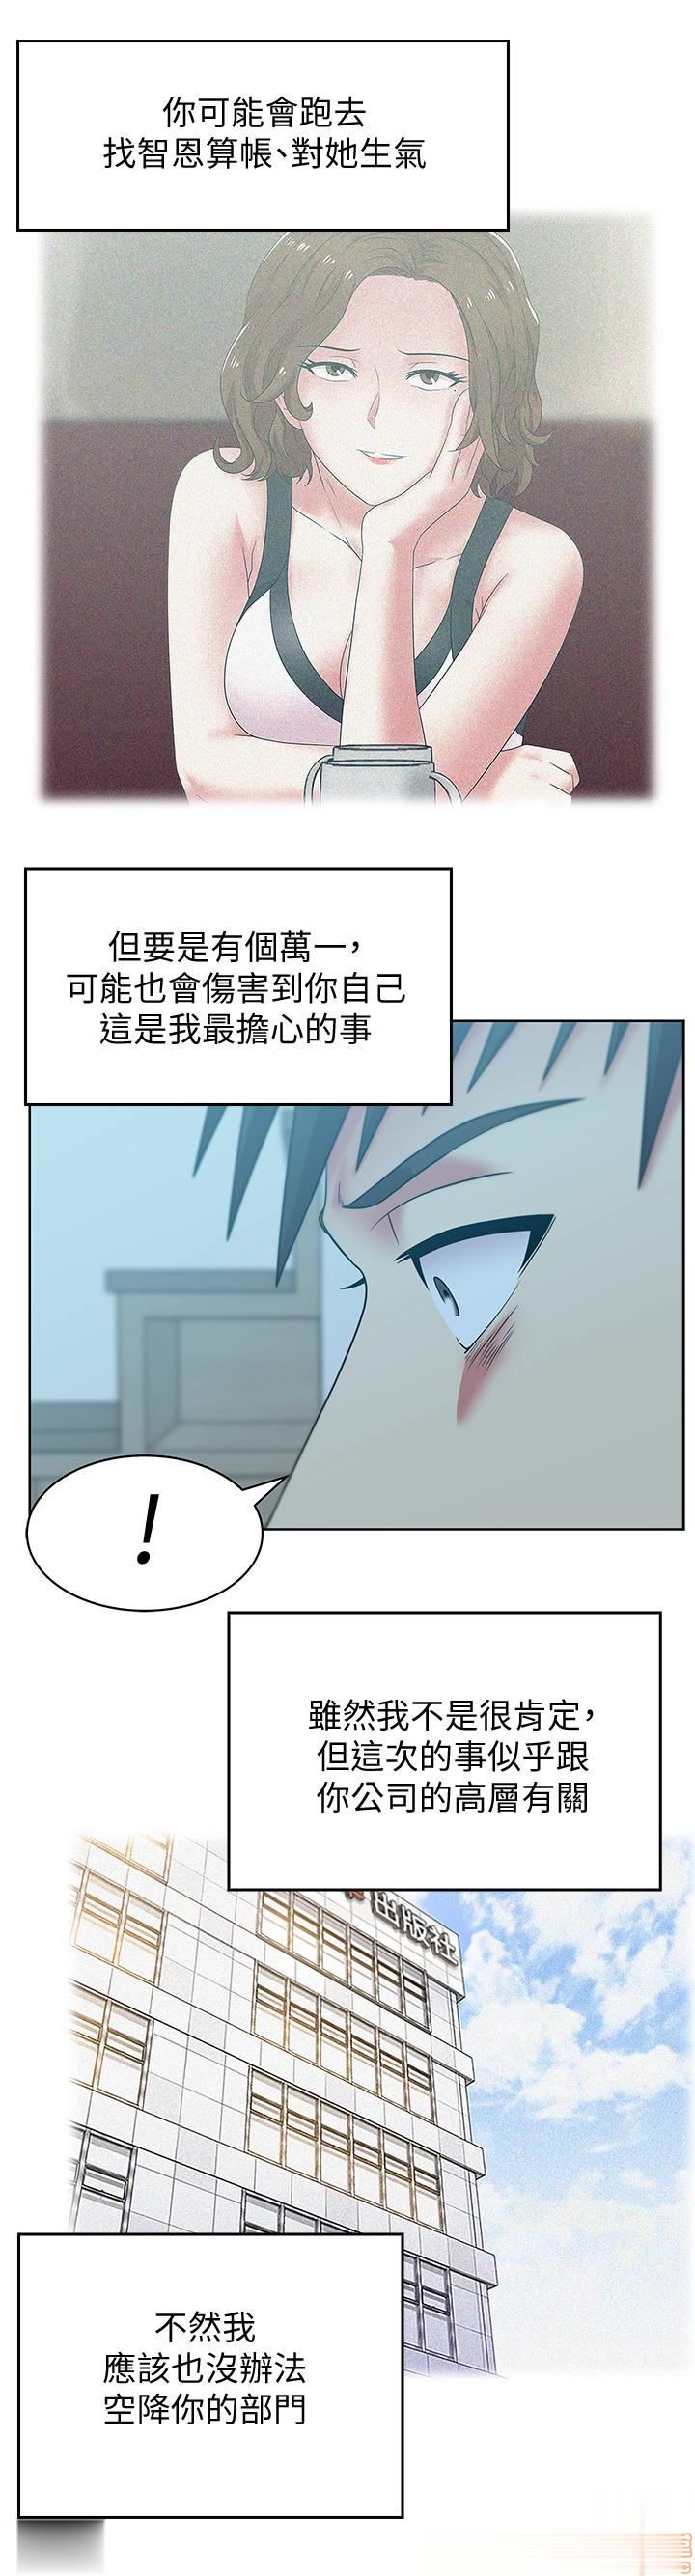 你可能會跑去
找智恩算帳、對她生氣
但要是有個萬一，
可能也會傷害到你自己
這是我最擔心的事
！
雖然我不是很肯定，
但這次的事似乎跟
你公司的高層有關
出版社
不然我
應該也沒辦法
空降你的部門